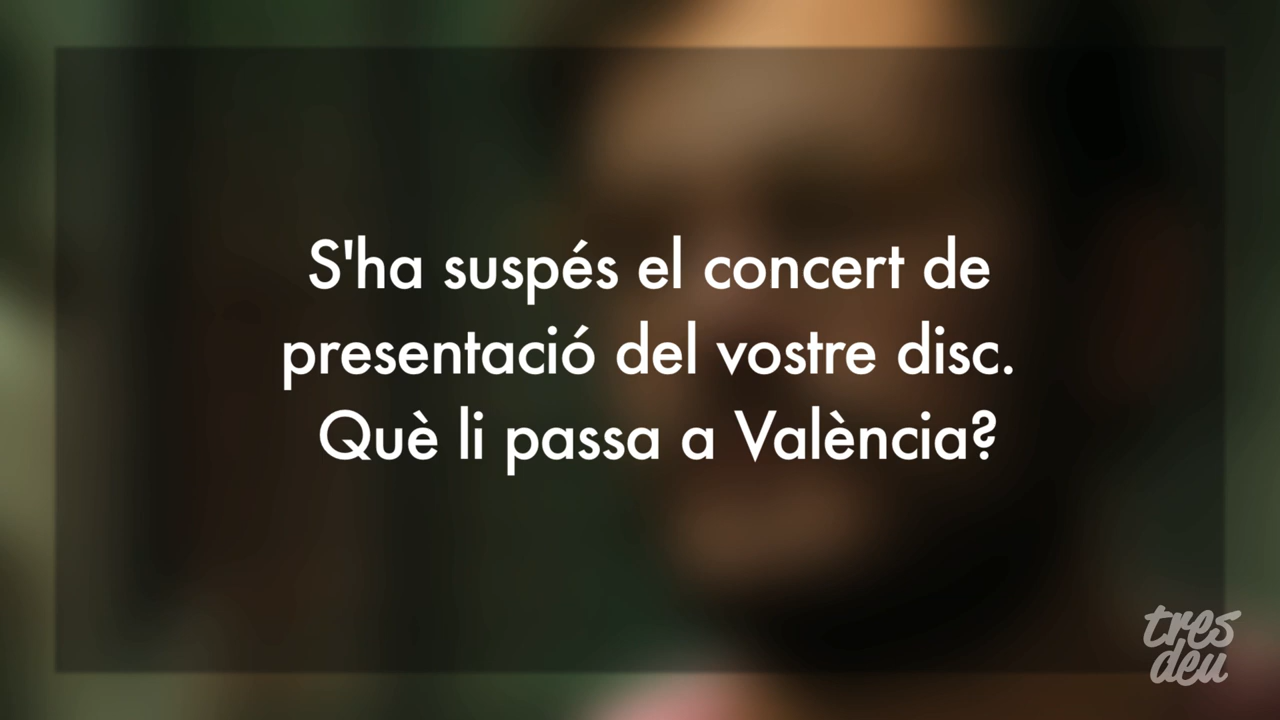 S'ha suspés el concert de
presentació del vostre disc.
Què li passa a València?
tres
deu